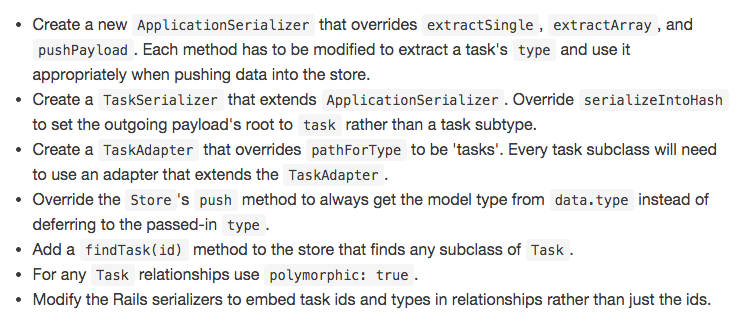 • Create a new ApplicationSerializer that overrides extractSingle, extractArray, and
pushPayload. Each method has to be modified to extract a task's type and use it
appropriately when pushing data into the store.
• Create a TaskSerializer that extends ApplicationSerializer. Override serializeIntoHash
to set the outgoing payload's root to task rather than a task subtype.
• Create a TaskAdapter that overrides pathForType to be 'tasks'. Every task subclass will need
to use an adapter that extends the TaskAdapter.
• Override the Store's push method to always get the model type from data.type instead of
deferring to the passed-in type.
• Add a findTask(id) method to the store that finds any subclass of Task.
• For any Task relationships use polymorphic: true.
• Modify the Rails serializers to embed task ids and types in relationships rather than just the ids.